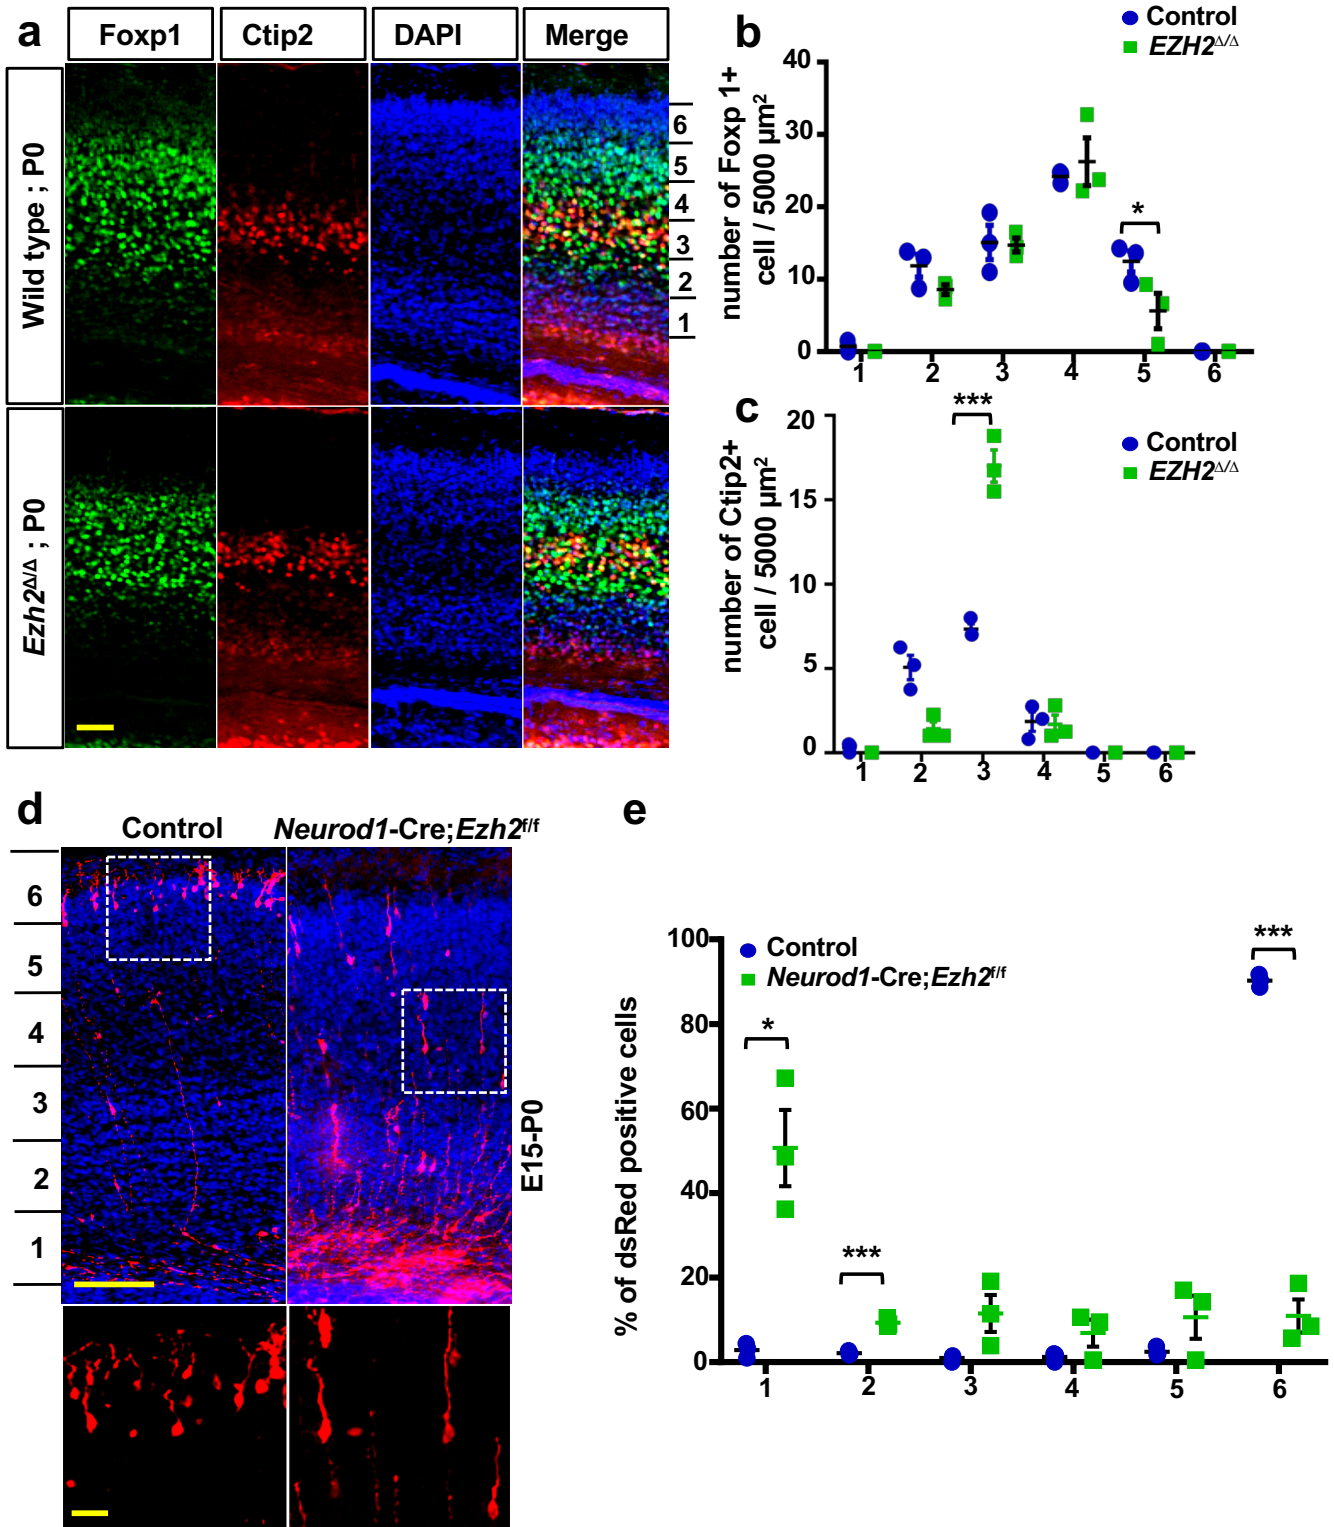 a
Foxp1
Ctip2
DAPI
Merge
Wild type ; P0
Ezh2Δ/Δ ; P0
6
5
4
3
2
1
b
Control
EZH2Δ/Δ
number of Foxp 1+
cell / 5000 µm²
40
30
20
10
0
*
1 2 3 4 5 6
c
Control
EZH2Δ/Δ
number of Ctip2+
cell / 5000 µm²
20
15
10
5
0
***
1 2 3 4 5 6
d
Control
Neurod1-Cre;Ezh2f/f
6
5
4
3
2
1
E15-P0
e
Control
Neurod1-Cre;Ezh2f/f
% of dsRed positive cells
100
80
60
40
20
0
*
***
***
1 2 3 4 5 6